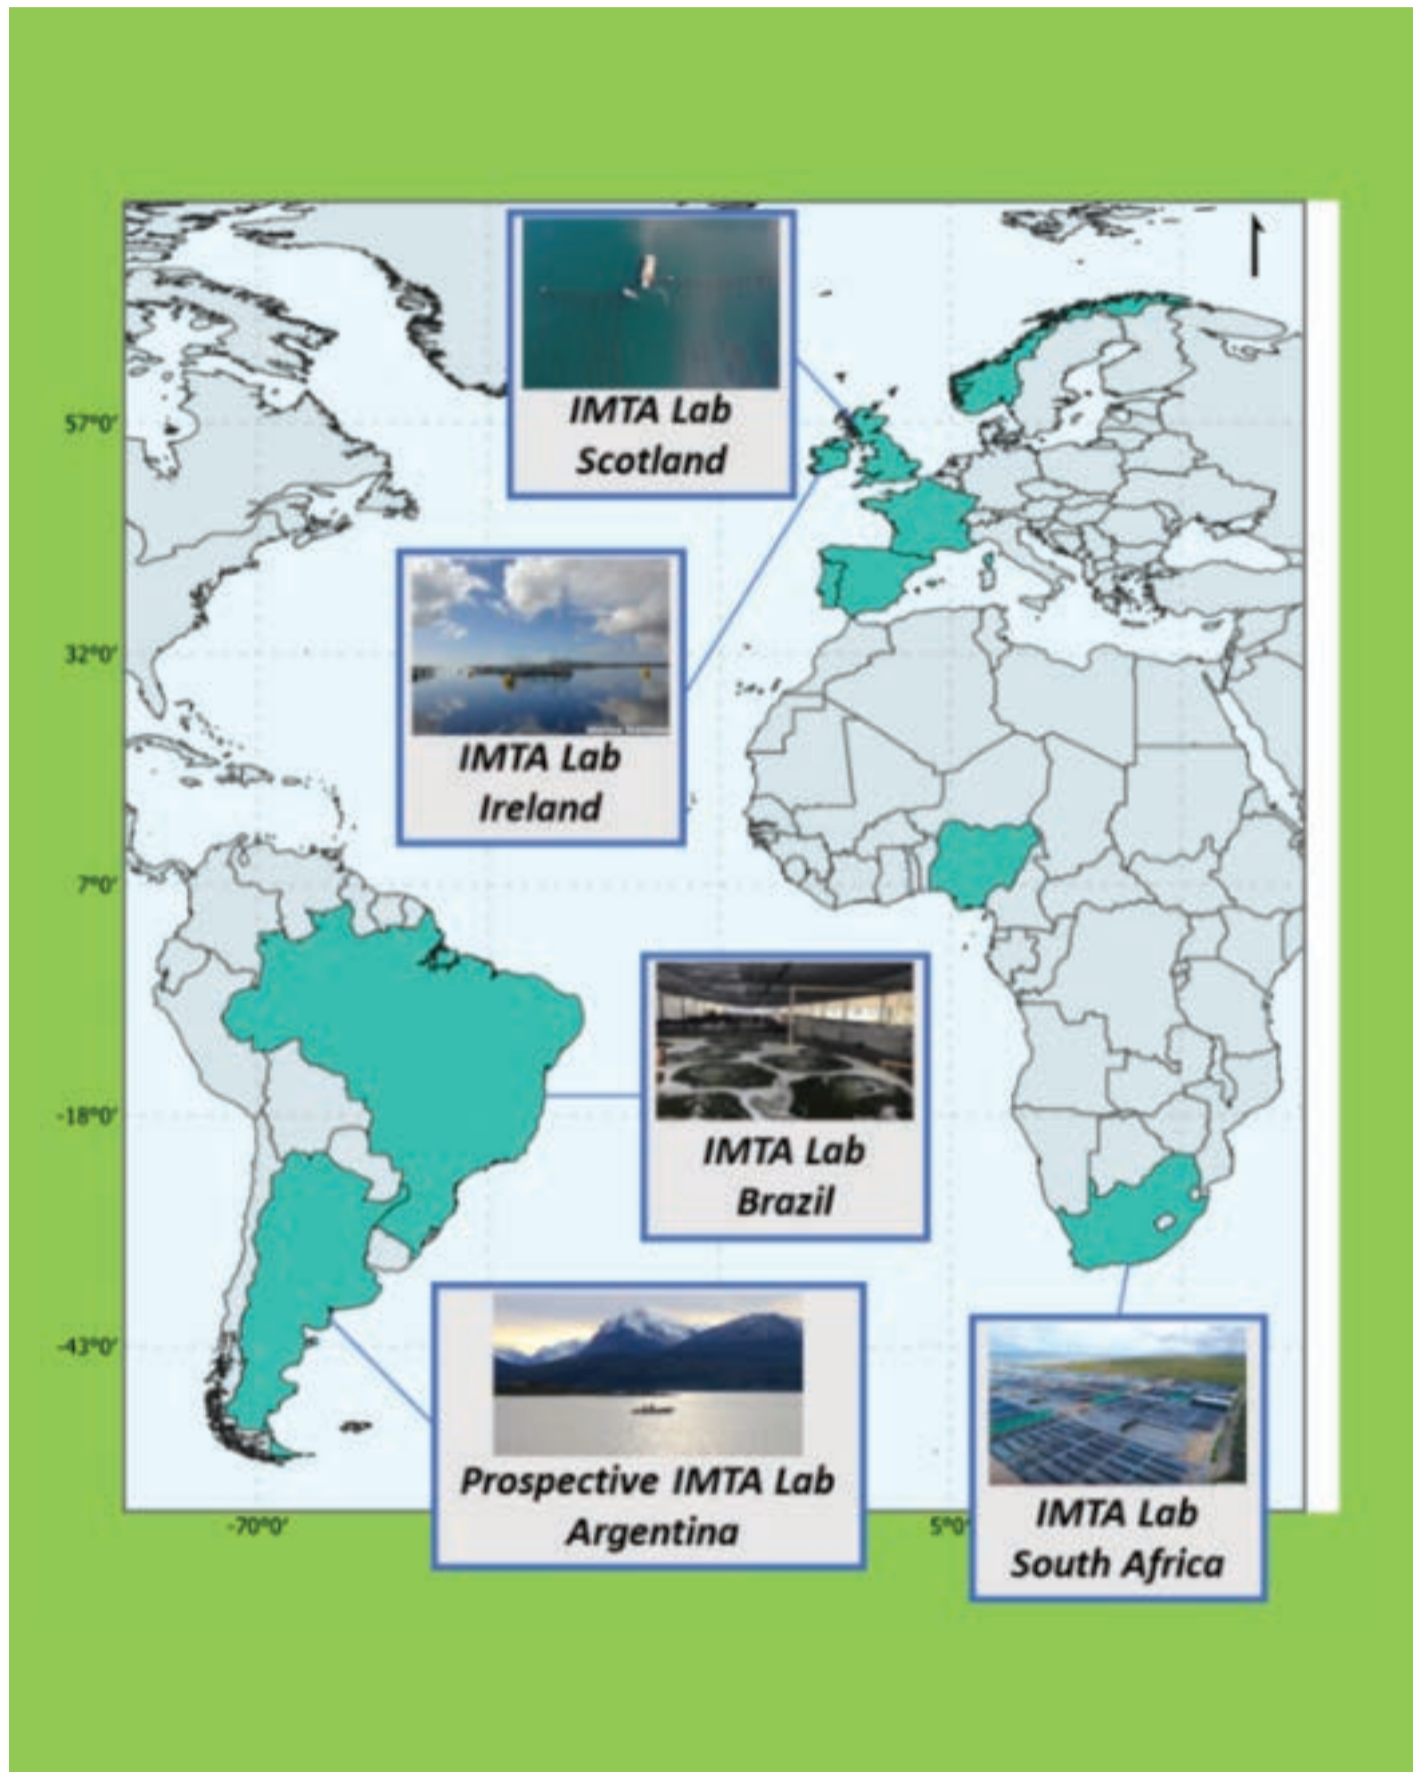 IMTA Lab
Scotland
57°0'
IMTA Lab
Ireland
32°0'
7°0'
IMTA Lab
Brazil
-18°0'
-43°0'
Prospective IMTA Lab
Argentina
IMTA Lab
South Africa
-70°0'
5°0'